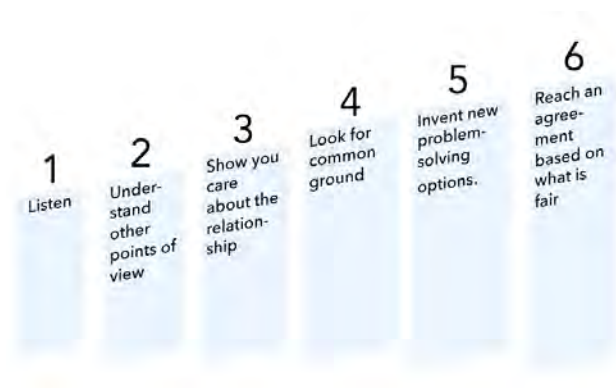 1
Listen
2
Under-
stand
other
points of
view
3
Show you
care
about the
relation-
ship
4
Look for
common
ground
5
Invent new
problem-
solving
options.
6
Reach an
agree-
ment
based on
what is
fair